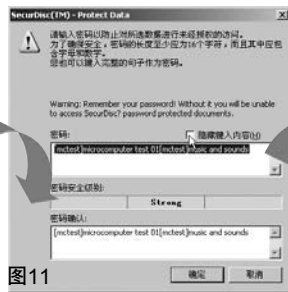 SecurDisc(TM) - Protect Data
请输入密码以防止对所选数据进行未经授权的访问。
为了确保安全，密码的长度至少应为16个字符，而且其中应包
含字母和数字。
您也可以键入完整的句子作为密码。
Warning: Remember your password! Without it you will be unable
to access SecurDisc? password protected documents.
密码:
隐藏键入内容(H)
[mctest]microcomputer test 01[mctest]music and sounds
密码安全级别:
Strong
密码确认:
[mctest]microcomputer test 01[mctest]music and sounds
图11
确定
取消